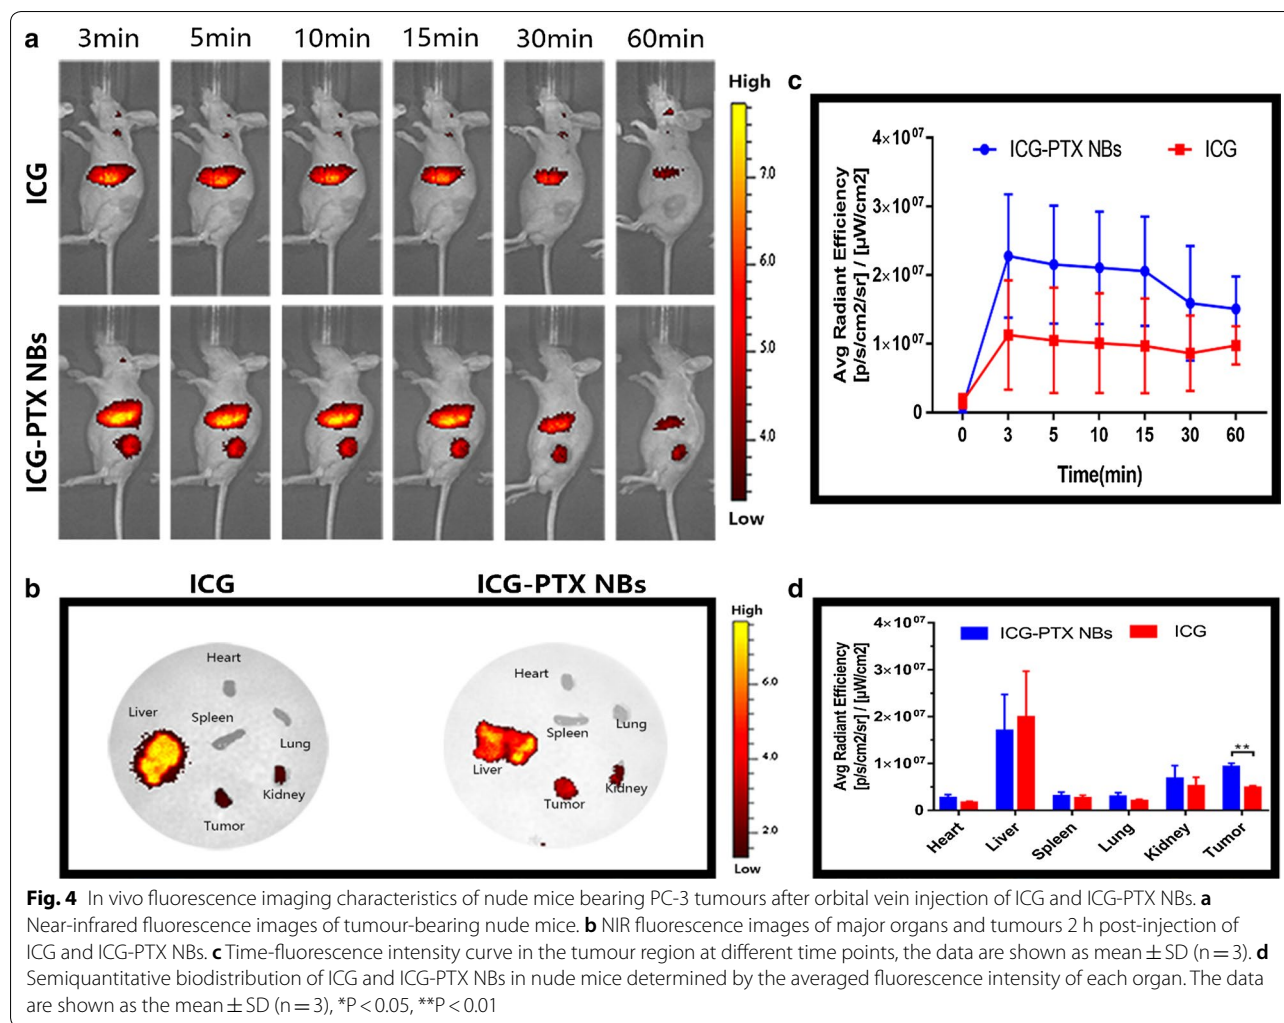 a
3min 5min 10min 15min 30min 60min
ICG
ICG-PTX NBs
High
7.0
6.0
5.0
4.0
Low
c
Avg Radiant Efficiency
[p/s/cm2/sr] / [μW/cm2]
4×10⁰⁷
3×10⁰⁷
2×10⁰⁷
1×10⁰⁷
0
ICG-PTX NBs ICG
0 3 5 10 15 30 60
Time(min)
b
ICG ICG-PTX NBs
Heart
Liver
Spleen
Lung
Kidney
Tumor
Heart
Lung
Spleen
Liver
Kidney
Tumor
High
6.0
4.0
2.0
Low
d
Avg Radiant Efficiency
[p/s/cm2/sr] / [μW/cm2]
4×10⁰⁷
3×10⁰⁷
2×10⁰⁷
1×10⁰⁷
0
ICG-PTX NBs ICG
**
Heart Liver Spleen Lung Kidney Tumor
Fig. 4 In vivo fluorescence imaging characteristics of nude mice bearing PC-3 tumours after orbital vein injection of ICG and ICG-PTX NBs. a
Near-infrared fluorescence images of tumour-bearing nude mice. b NIR fluorescence images of major organs and tumours 2 h post-injection of
ICG and ICG-PTX NBs. c Time-fluorescence intensity curve in the tumour region at different time points, the data are shown as mean ± SD (n = 3). d
Semiquantitative biodistribution of ICG and ICG-PTX NBs in nude mice determined by the averaged fluorescence intensity of each organ. The data
are shown as the mean ± SD (n = 3), *P < 0.05, **P < 0.01